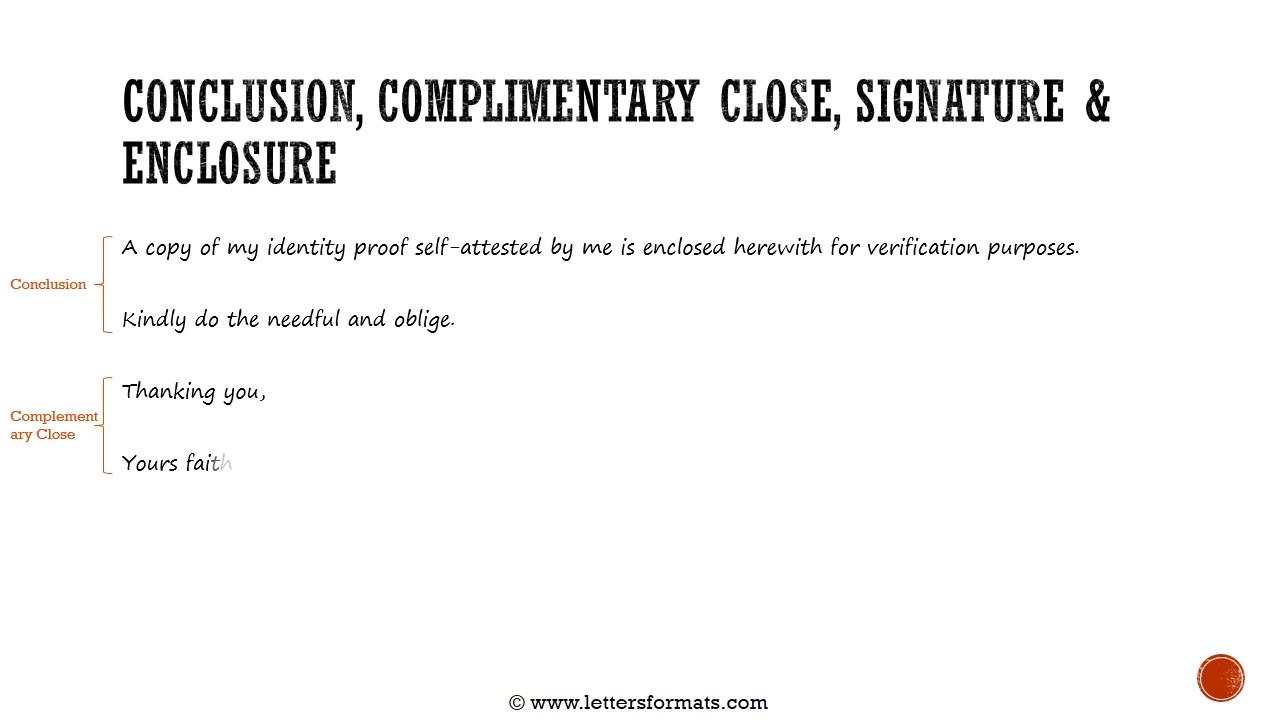 CONCLUSION, COMPLIMENTARY CLOSE, SIGNATURE &
ENCLOSURE
A copy of my identity proof self-attested by me is enclosed herewith for verification purposes.
Conclusion
Kindly do the needful and oblige.
Thanking you,
Complement
ary Close
Yours faith
© www.lettersformats.com